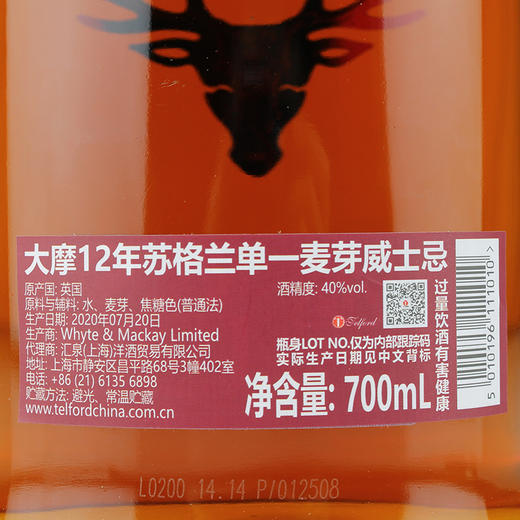 大摩12年苏格兰单一麦芽威士忌
原产国: 英国
原料与辅料: 水、麦芽、焦糖色(普通法)
生产日期: 2020年07月20日
生产商: Whyte & Mackay Limited
代理商: 汇泉(上海)洋酒贸易有限公司
地址: 上海市静安区昌平路68号3幢402室
电话: +86 (21) 6135 6898
贮藏方法: 避光、常温贮藏
www.telfordchina.com.cn
酒精度: 40%vol.
Telford
瓶身LOT NO.仅为内部跟踪码
实际生产日期见中文背标
净含量: 700mL
过量饮酒有害健康
5 010196 111010 >
L0200 14.14 P/012508